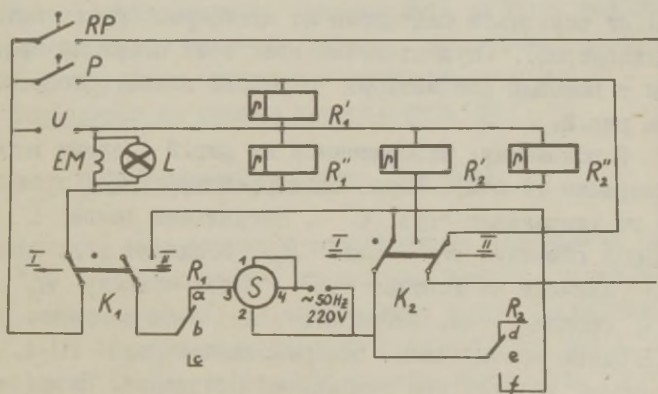 RP
P
R₁'
U
EM L R₁'' R₂' R₂''
I II I II
K₁ R₁ a b c
1 3 S 4 2
~50Hz
220V
K₂
R₂ d
e
f